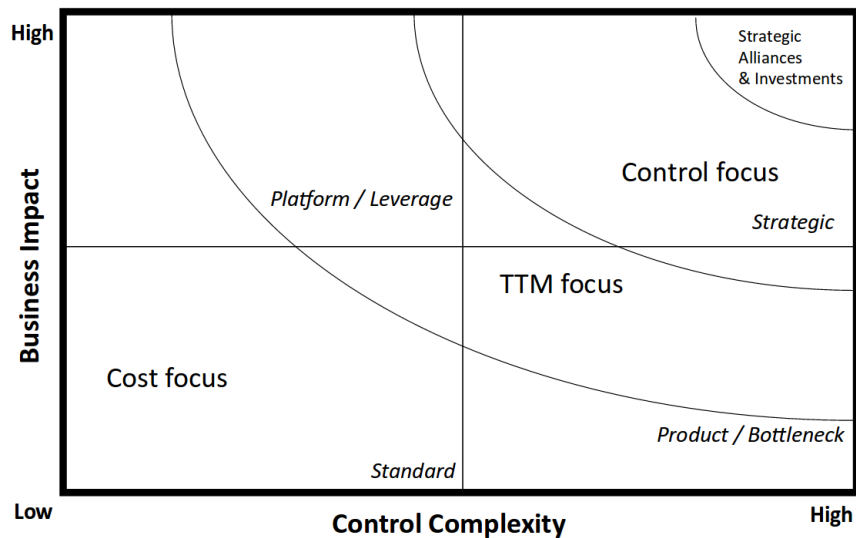 High
Strategic
Alliances
& Investments
Control focus
Platform / Leverage
Strategic
Business Impact
TTM focus
Cost focus
Product / Bottleneck
Standard
Low
Control Complexity
High